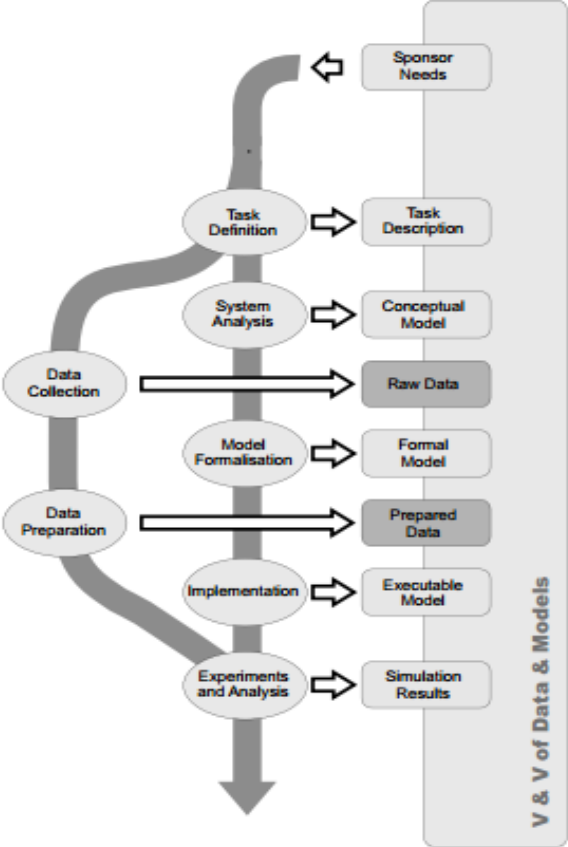 Sponsor
Needs
Task
Definition
Task
Description
System
Analysis
Conceptual
Model
Data
Collection
Raw Data
Model
Formalisation
Formal
Model
Data
Preparation
Prepared
Data
Implementation
Executable
Model
Experiments
and Analysis
Simulation
Results
V & V of Data & Models